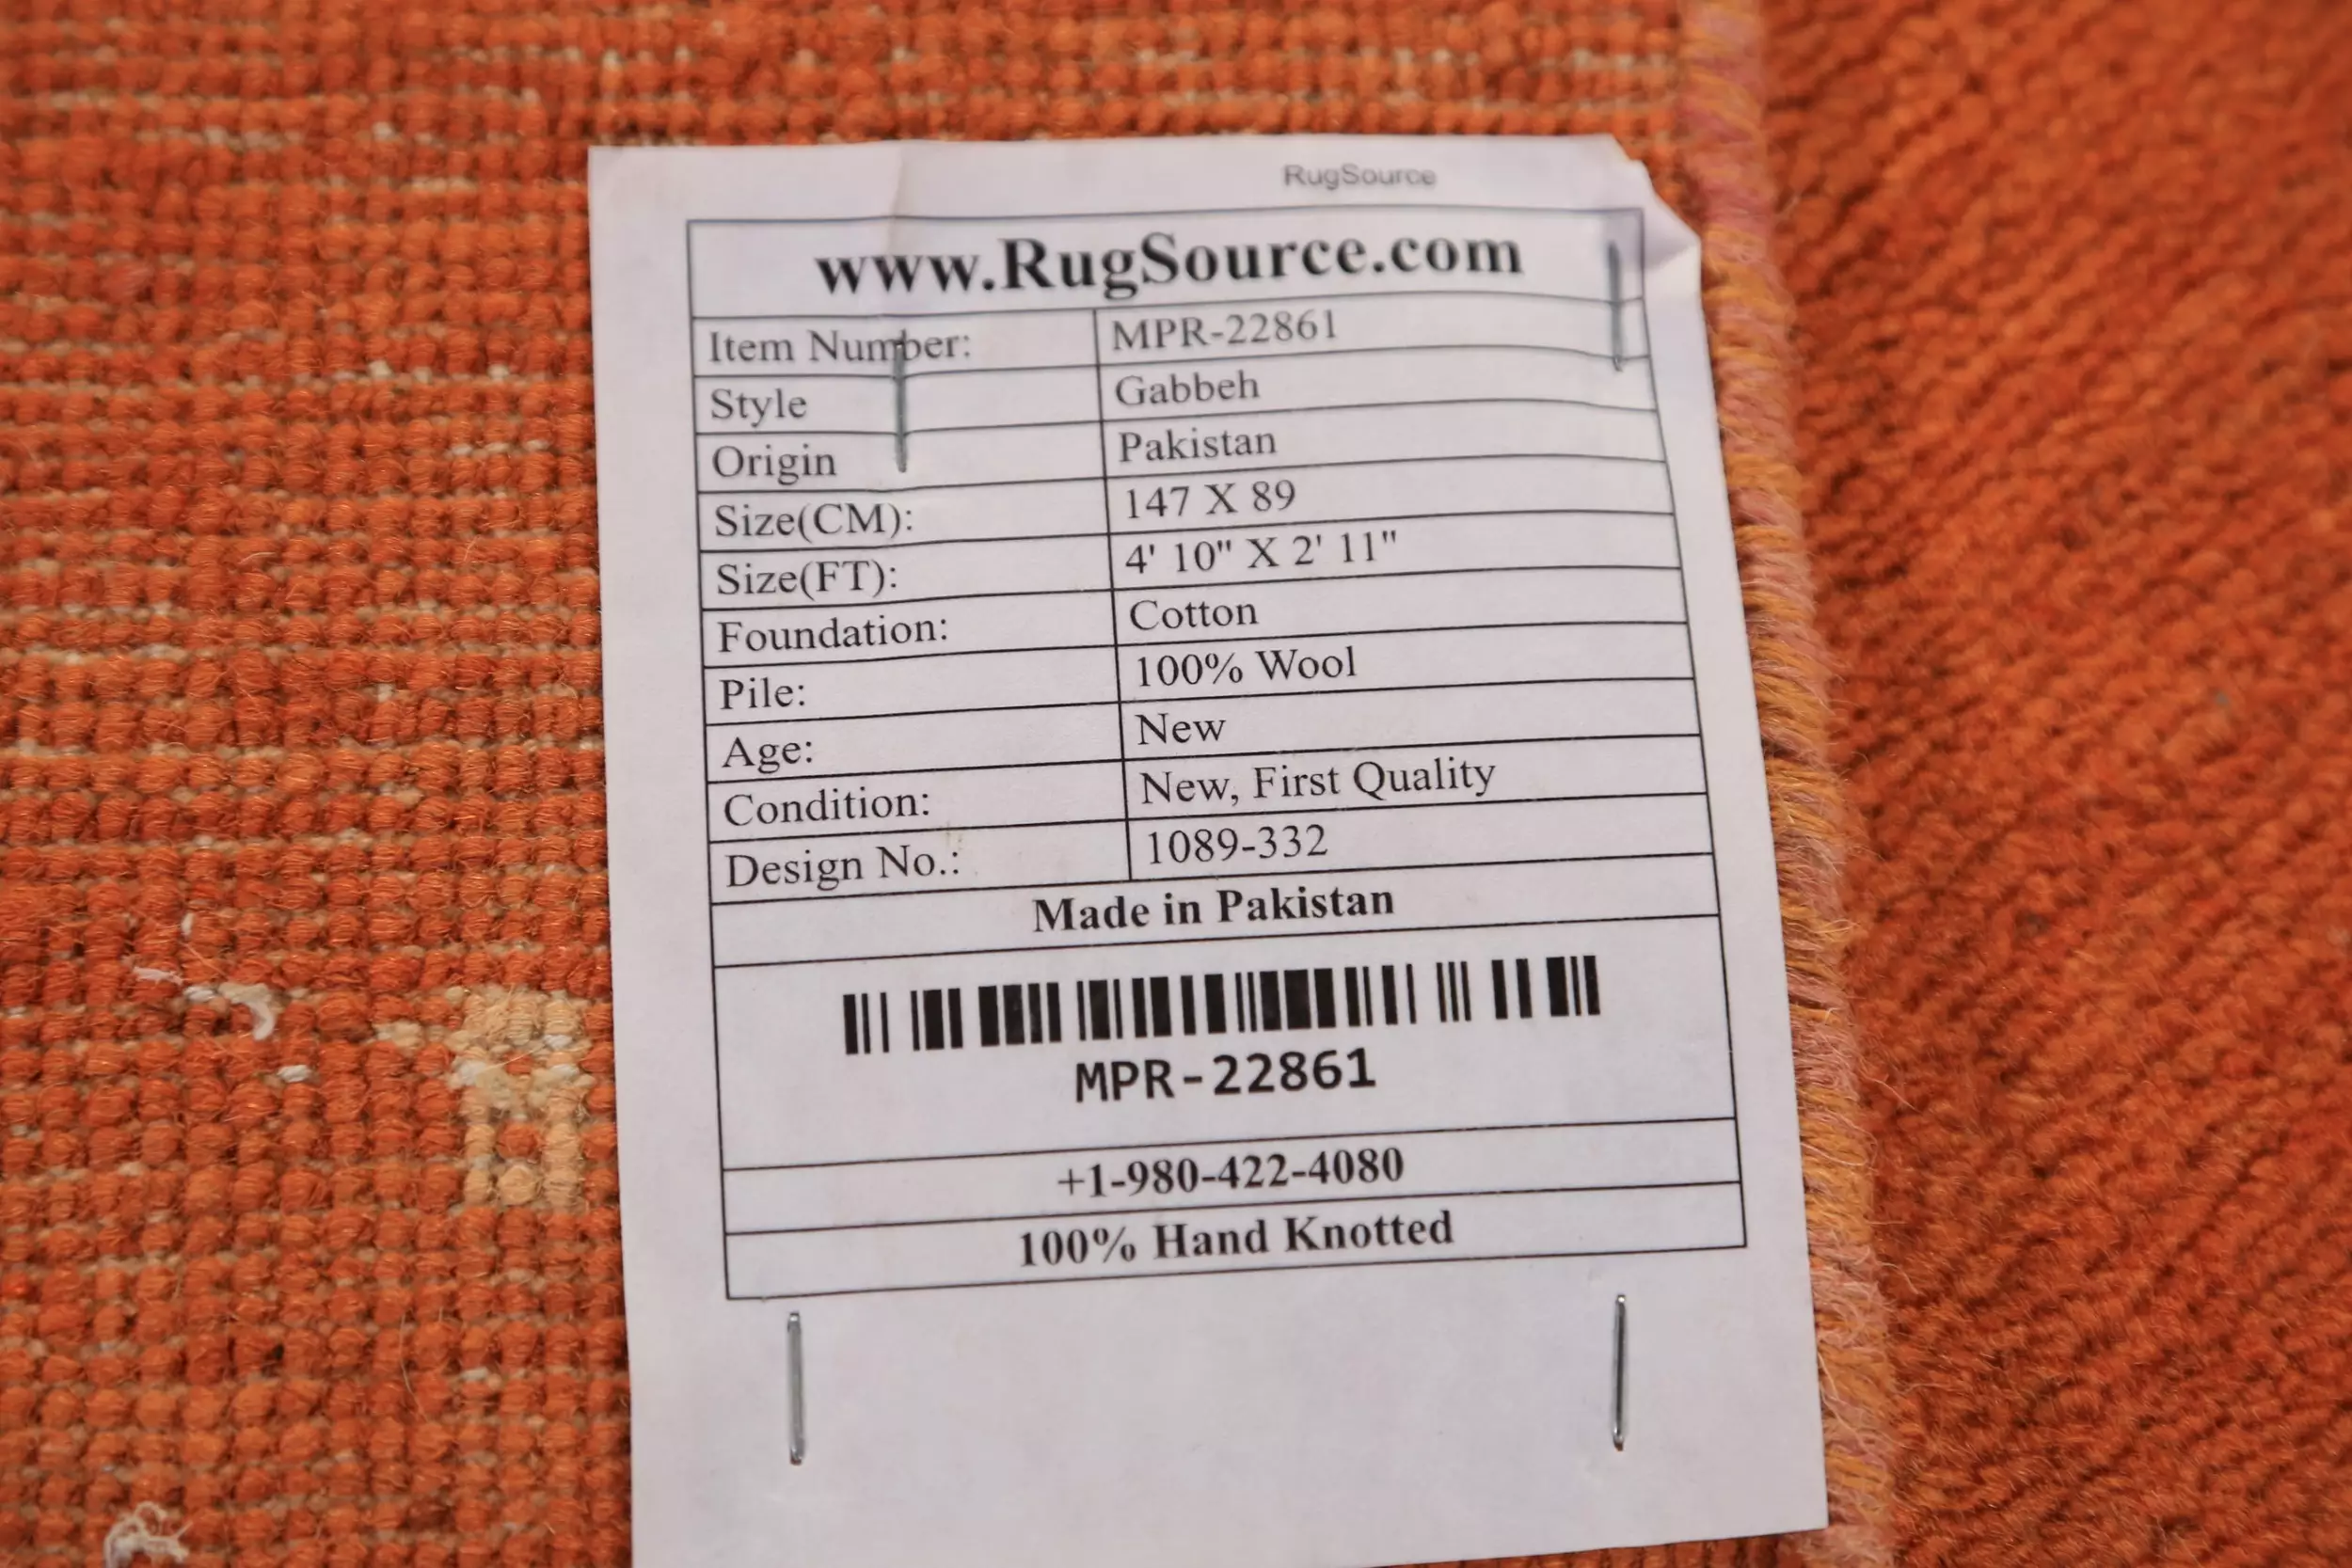 RugSource
www.RugSource.com
Item Number: MPR-22861
Style Gabbeh
Origin Pakistan
Size(CM): 147 X 89
Size(FT): 4' 10" X 2' 11"
Foundation: Cotton
Pile: 100% Wool
Age: New
Condition: New, First Quality
Design No.: 1089-332
Made in Pakistan
MPR-22861
+1-980-422-4080
100% Hand Knotted